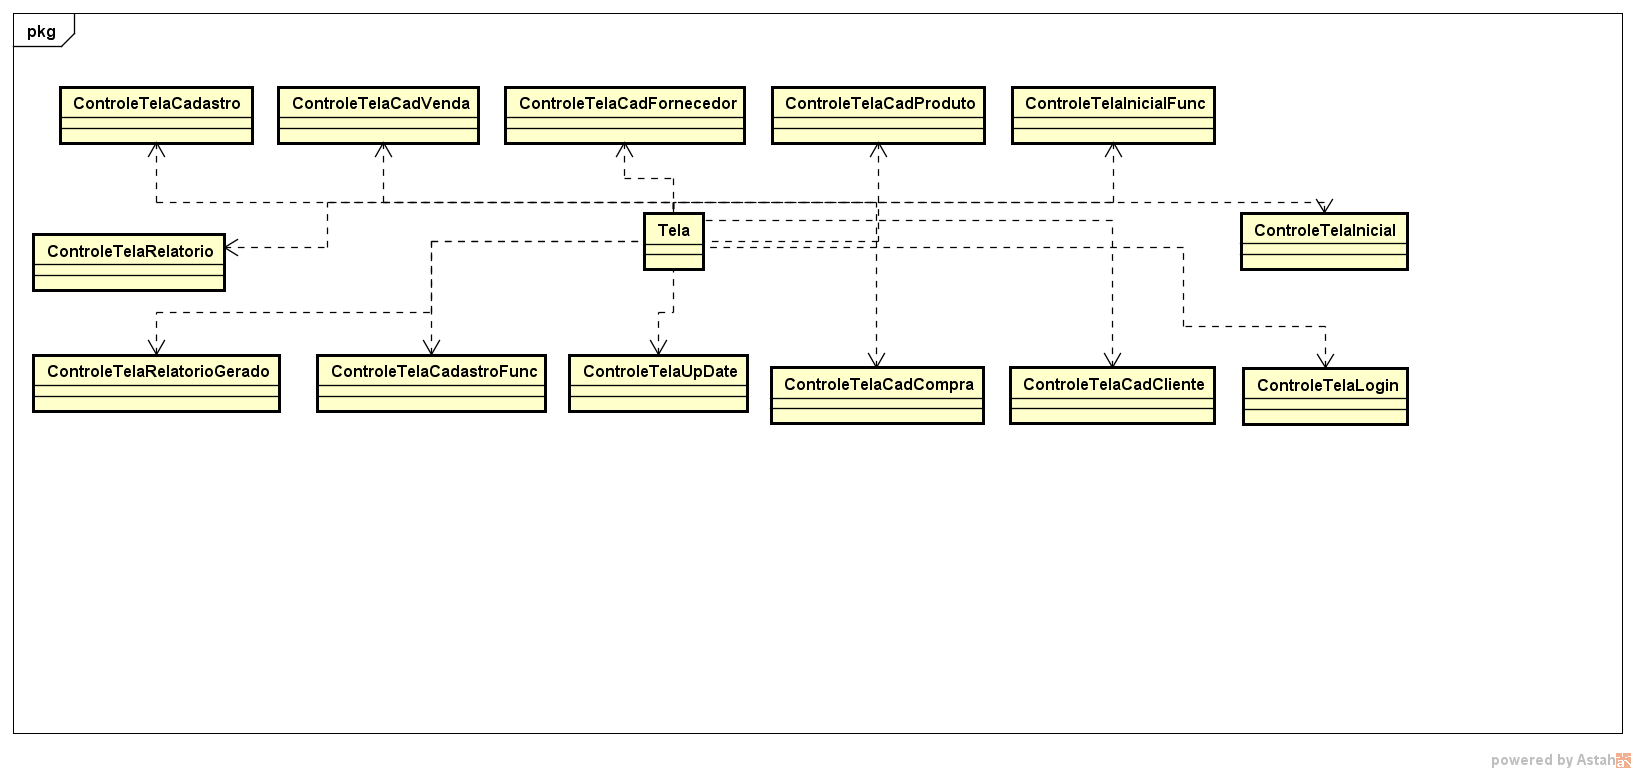 pkg
ControleTelaCadastro
ControleTelaCadVenda
ControleTelaCadFornecedor
ControleTelaCadProduto
ControleTelaInicialFunc
ControleTelaRelatorio
Tela
ControleTelaInicial
ControleTelaRelatorioGerado
ControleTelaCadastroFunc
ControleTelaUpDate
ControleTelaCadCompra
ControleTelaCadCliente
ControleTelaLogin
powered by Astah